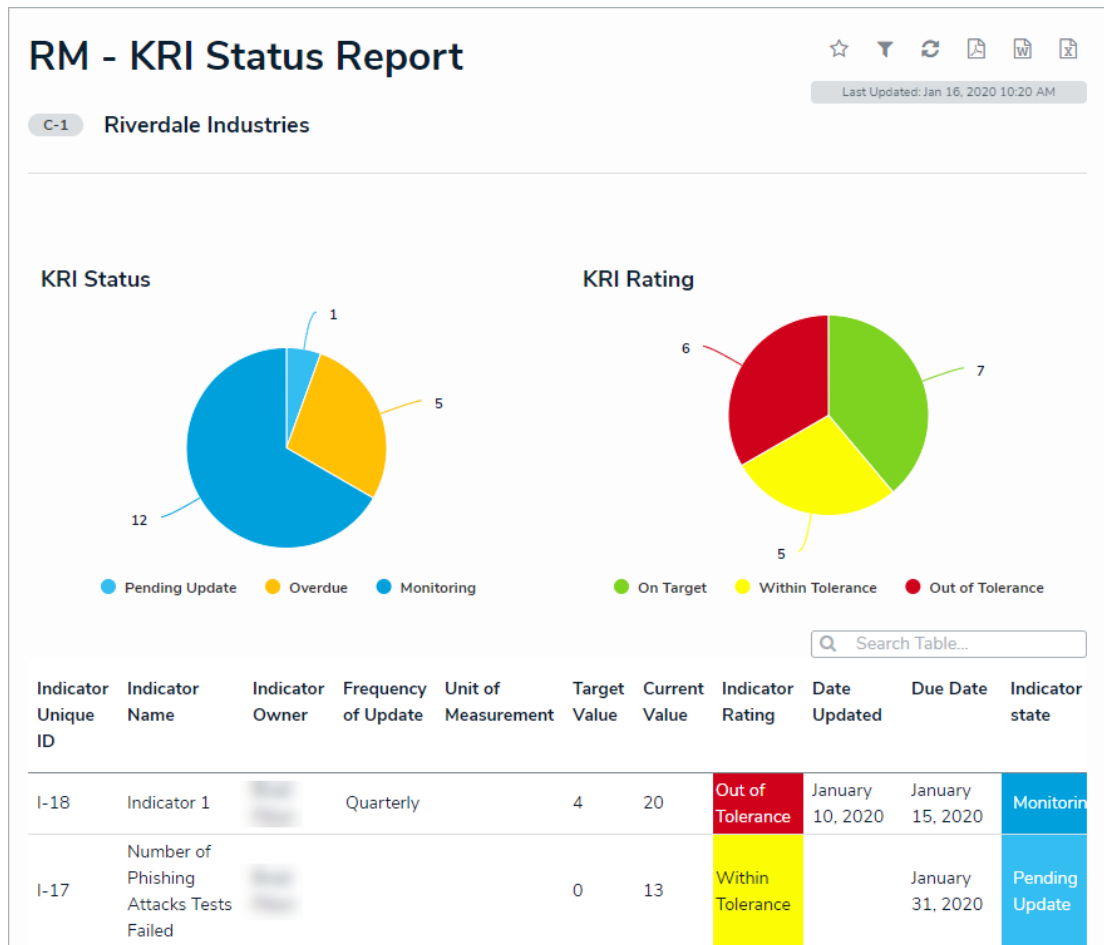 RM - KRI Status Report
Last Updated: Jan 16, 2020 10:20 AM
C-1 Riverdale Industries
KRI Status
KRI Rating
1
5
12
6
7
5
Pending Update Overdue Monitoring
On Target Within Tolerance Out of Tolerance
Search Table...
Indicator Unique ID Indicator Name Indicator Owner Frequency of Update Unit of Measurement Target Value Current Value Indicator Rating Date Updated Due Date Indicator state
I-18 Indicator 1 Quarterly 4 20 Out of Tolerance January 10, 2020 January 15, 2020 Monitorin
I-17 Number of Phishing Attacks Tests Failed 0 13 Within Tolerance January 31, 2020 Pending Update